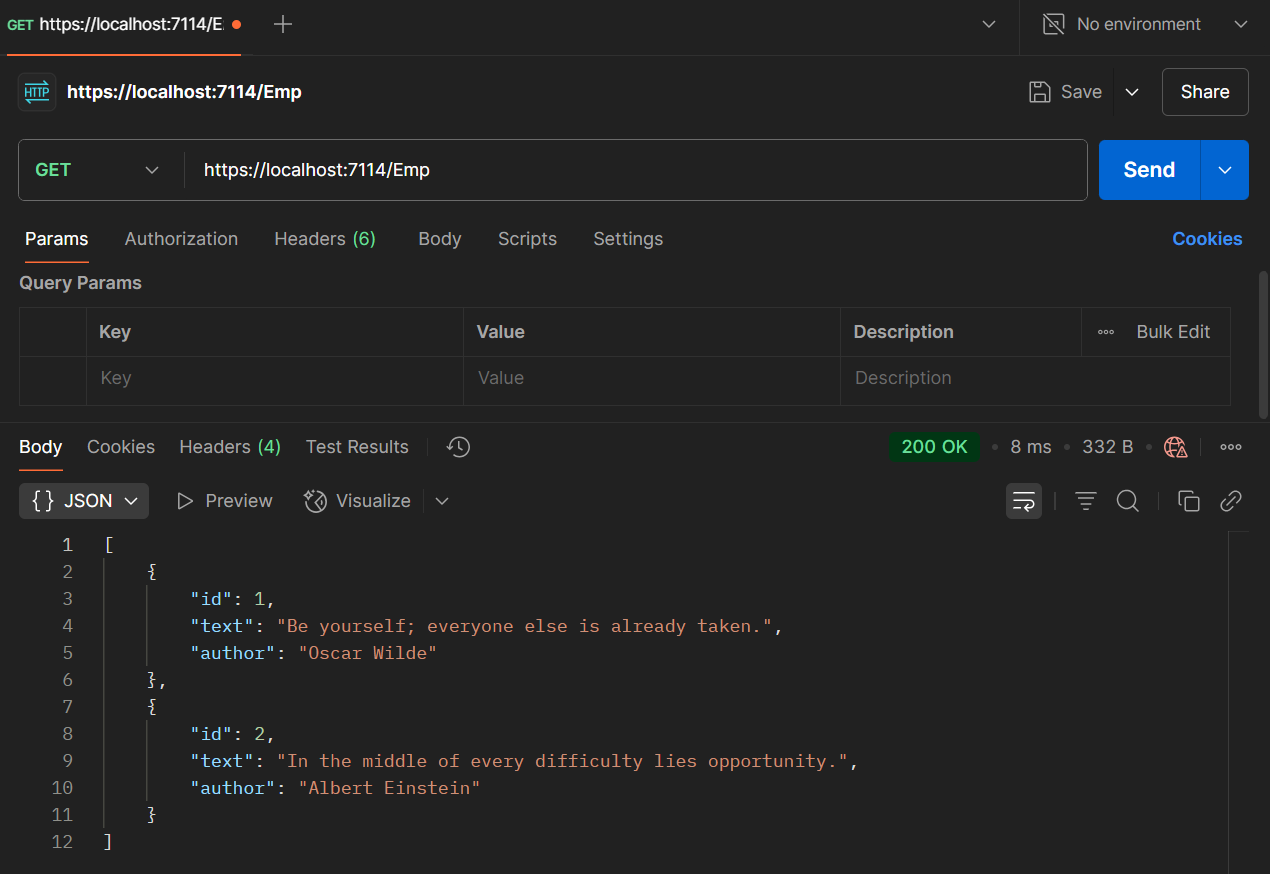 GET https://localhost:7114/E. No environment
HTTP https://localhost:7114/Emp Save Share
GET https://localhost:7114/Emp Send
Params Authorization Headers (6) Body Scripts Settings Cookies
Query Params
Key Value Description Bulk Edit
Key Value Description
Body Cookies Headers (4) Test Results 200 OK • 8 ms • 332 B •
{} JSON Preview Visualize
1 [
2 {
3 "id": 1,
4 "text": "Be yourself; everyone else is already taken.",
5 "author": "Oscar Wilde"
6 },
7 {
8 "id": 2,
9 "text": "In the middle of every difficulty lies opportunity.",
10 "author": "Albert Einstein"
11 }
12 ]